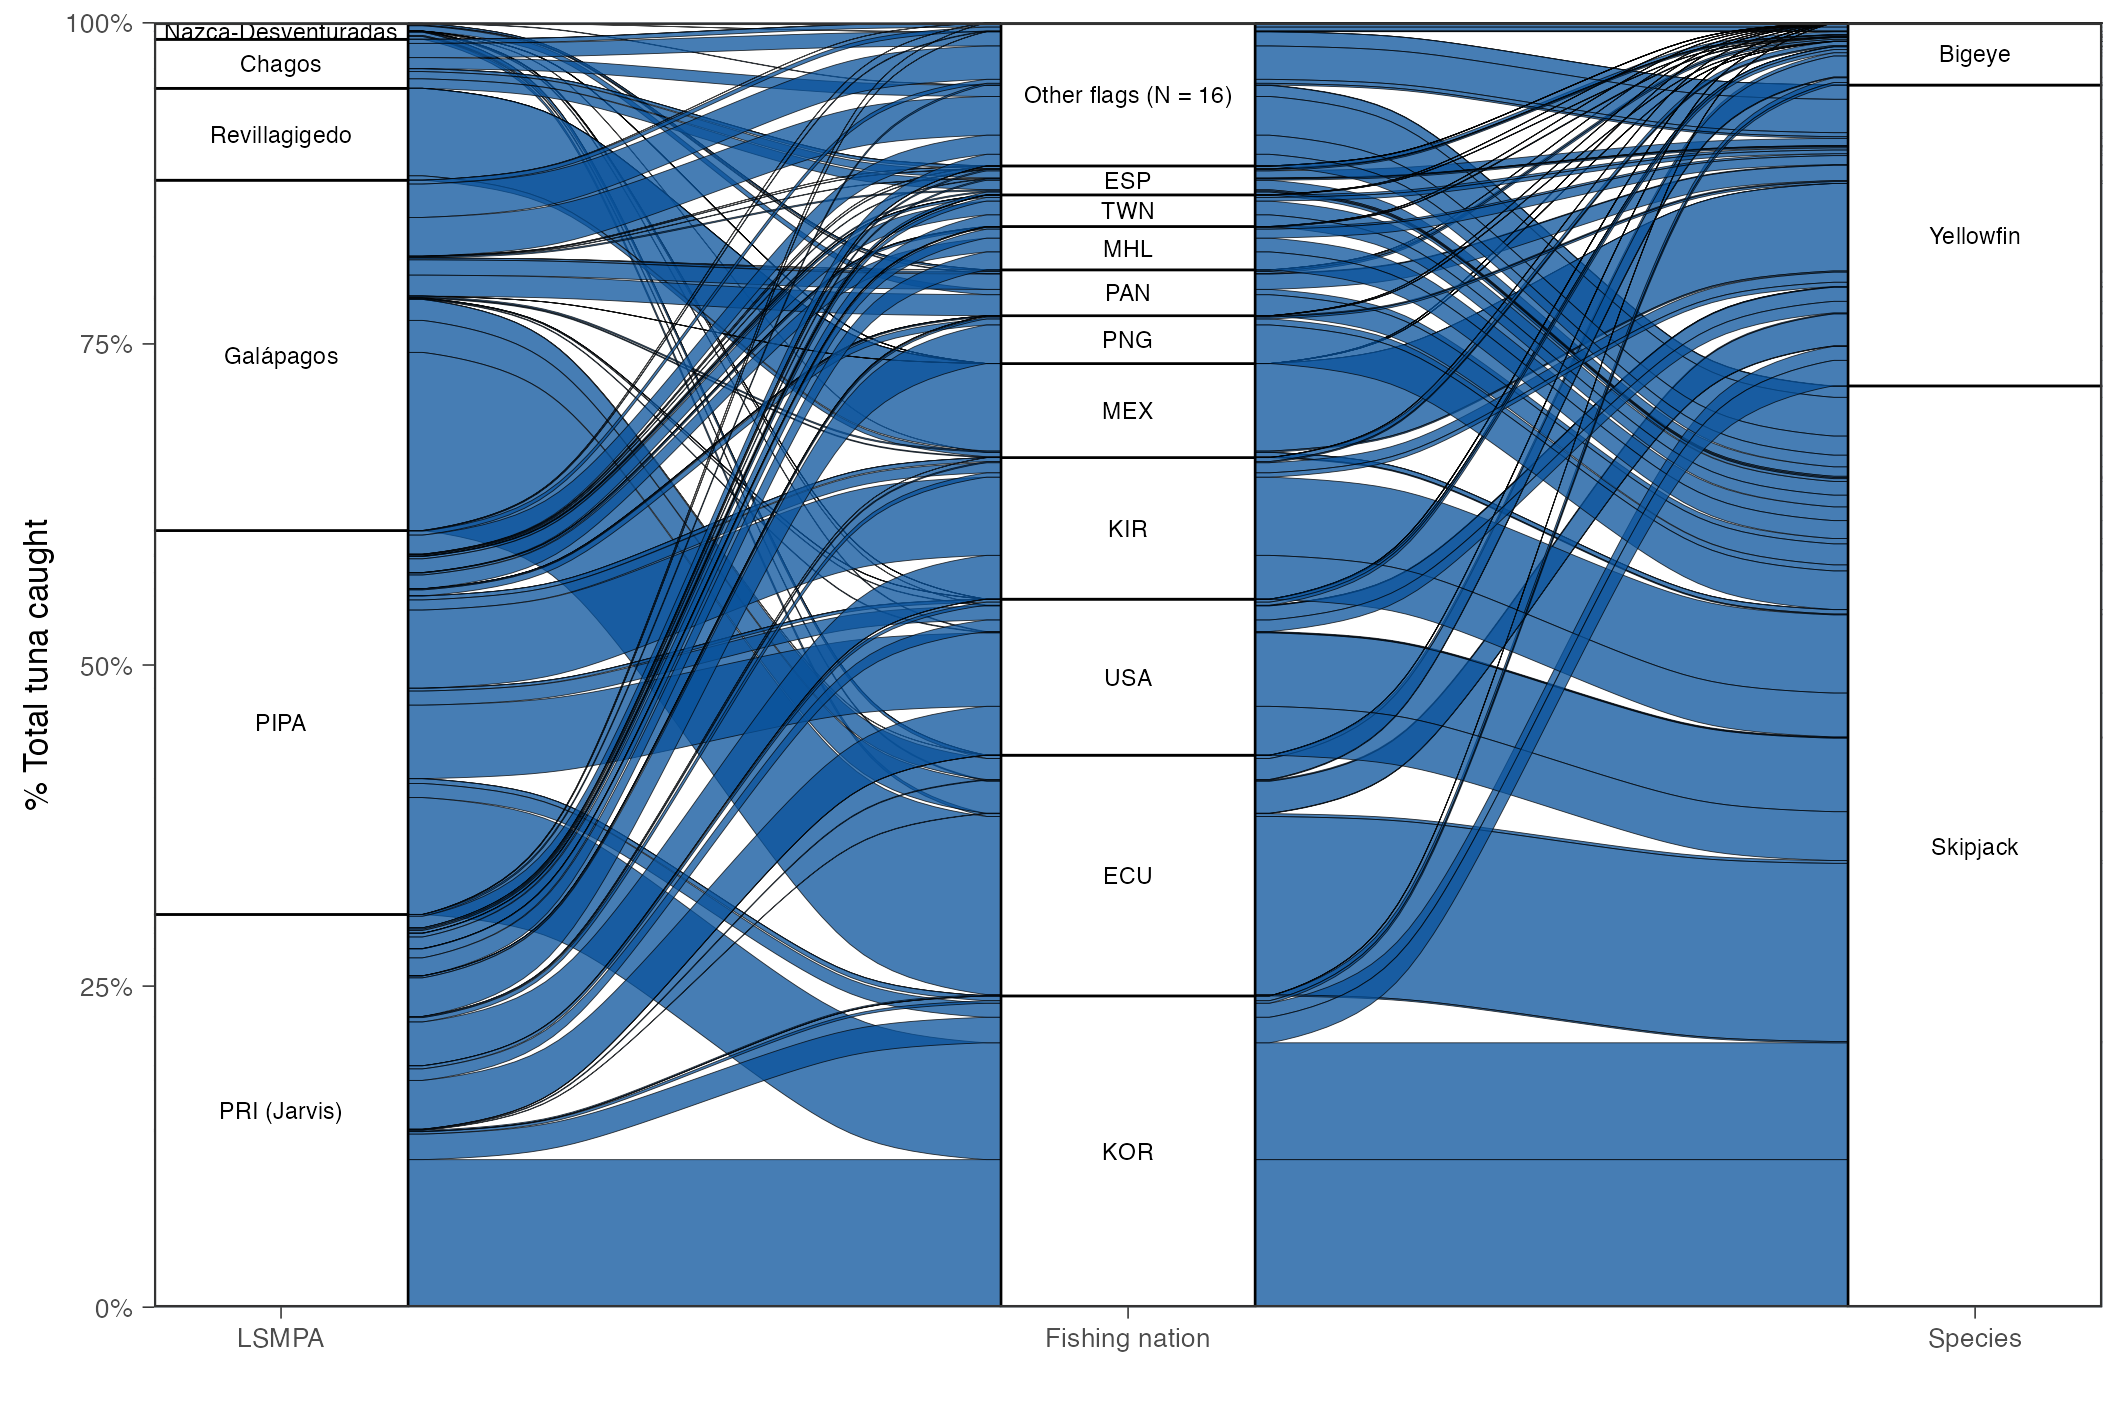 % Total tuna caught
100%
75%
50%
25%
0%
Nazca-Desventuradas
Chagos
Revillagigedo
Galápagos
PIPA
PRI (Jarvis)
Other flags (N = 16)
ESP
TWN
MHL
PAN
PNG
MEX
KIR
USA
ECU
KOR
Bigeye
Yellowfin
Skipjack
LSMPA
Fishing nation
Species